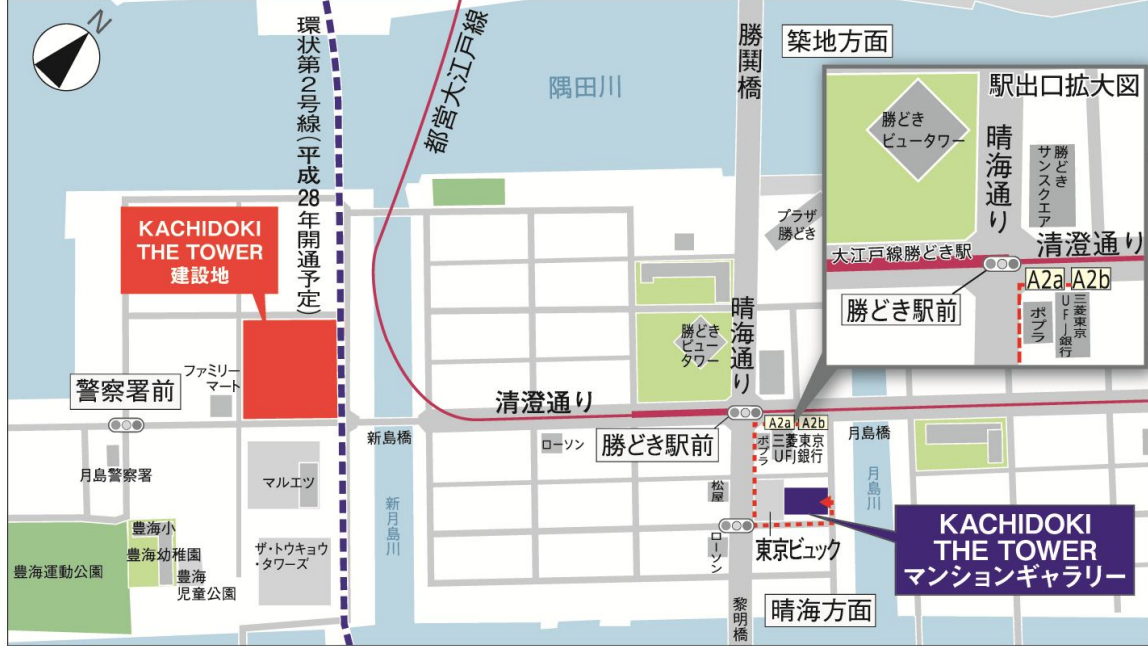 N
環状第2号線(平成28年開通予定)
都営大江戸線
隅田川
勝鬨橋
築地方面
駅出口拡大図
勝どき
ビュータワー
晴海通り
勝どき
サンスクエア
清澄通り
大江戸線勝どき駅
勝どき駅前
A2a
A2b
ポプラ
三菱東京
UFJ銀行
KACHIDOKI
THE TOWER
建設地
プラザ
勝どき
勝どき
ビュー
タワー
晴海通り
ファミリー
マート
警察署前
清澄通り
新島橋
ローソン
勝どき駅前
A2a
A2b
ポプラ
三菱東京
UFJ銀行
月島橋
月島警察署
マルエツ
新月島川
松屋
月島川
豊海小
豊海幼稚園
豊海運動公園
豊海
児童公園
ザ・トウキョウ
・タワーズ
ローソン
東京ビュック
KACHIDOKI
THE TOWER
マンションギャラリー
黎明橋
晴海方面